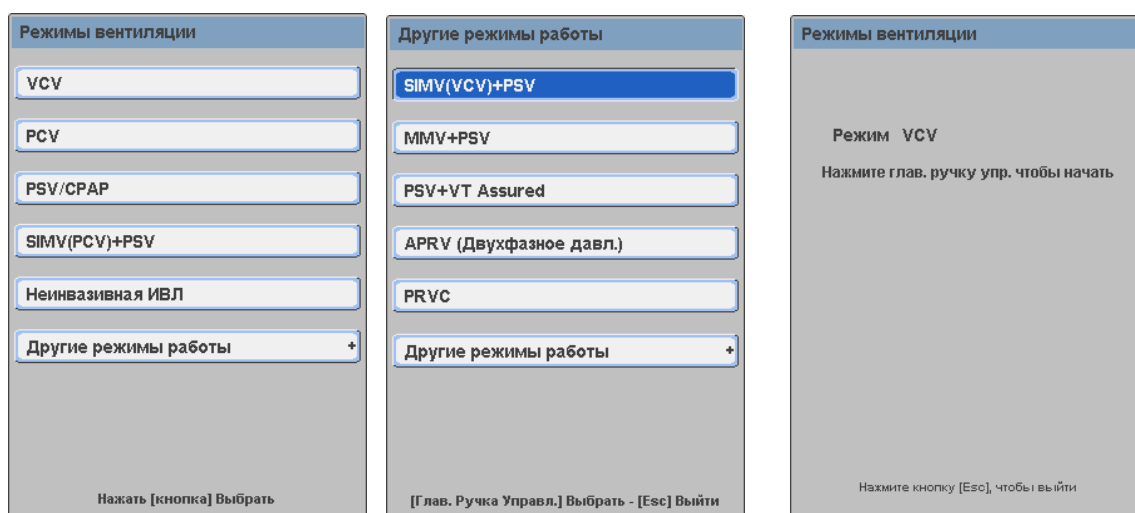 Режимы вентиляции
VCV
PCV
PSV/CPAP
SIMV(PCV)+PSV
Неинвазивная ИВЛ
Другие режимы работы +
Нажать [кнопка] Выбрать
Другие режимы работы
SIMV(VCV)+PSV
MMV+PSV
PSV+VT Assured
APRV (Двухфазное давл.)
PRVC
Другие режимы работы +
[Глав. Ручка Управл.] Выбрать - [Esc] Выйти
Режимы вентиляции
Режим VCV
Нажмите глав. ручку упр. чтобы начать
Нажмите кнопку [Esc], чтобы выйти